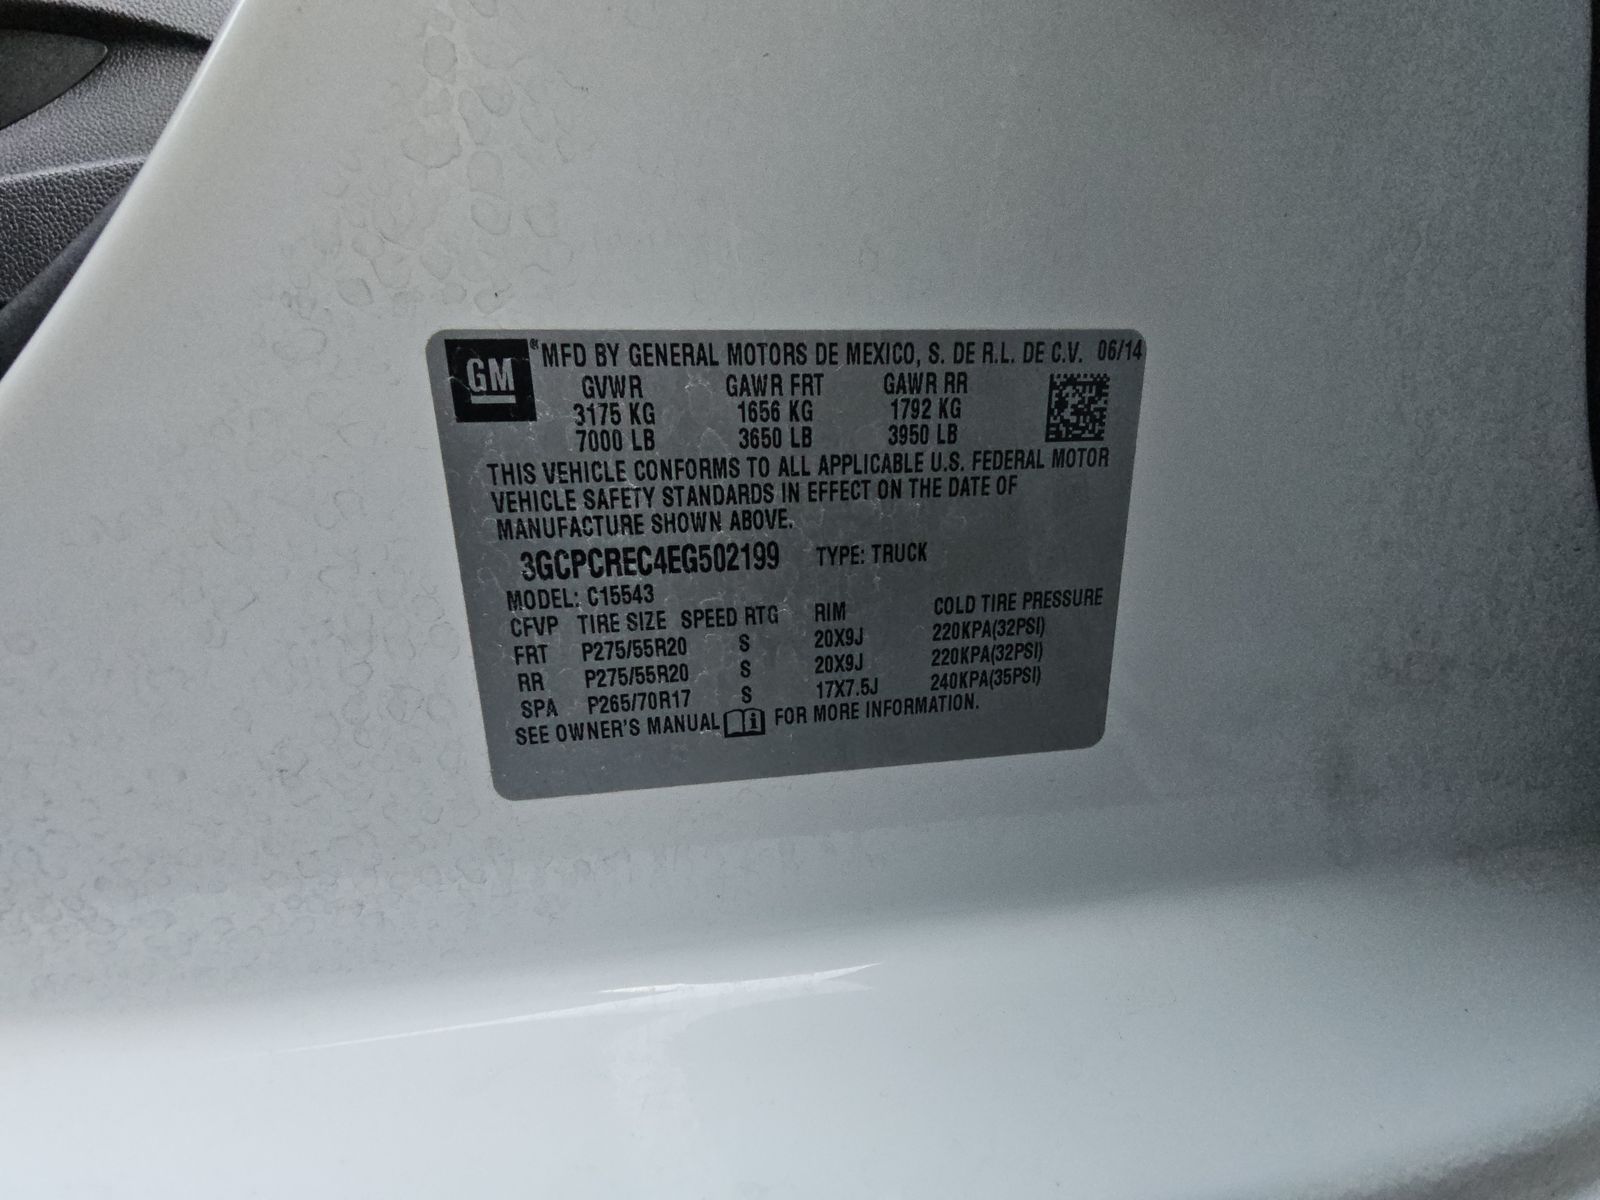 GM ® MFD BY GENERAL MOTORS DE MEXICO, S. DE R.L. DE C.V. 06/14
GVWR GAWR FRT GAWR RR
3175 KG 1656 KG 1792 KG
7000 LB 3650 LB 3950 LB
THIS VEHICLE CONFORMS TO ALL APPLICABLE U.S. FEDERAL MOTOR
VEHICLE SAFETY STANDARDS IN EFFECT ON THE DATE OF
MANUFACTURE SHOWN ABOVE.
3GCPCREC4EG502199 TYPE: TRUCK
MODEL: C15543
CFVP TIRE SIZE SPEED RTG RIM COLD TIRE PRESSURE
FRT P275/55R20 S 20X9J 220KPA(32PSI)
RR P275/55R20 S 20X9J 220KPA(32PSI)
SPA P265/70R17 S 17X7.5J 240KPA(35PSI)
SEE OWNER'S MANUAL i FOR MORE INFORMATION.